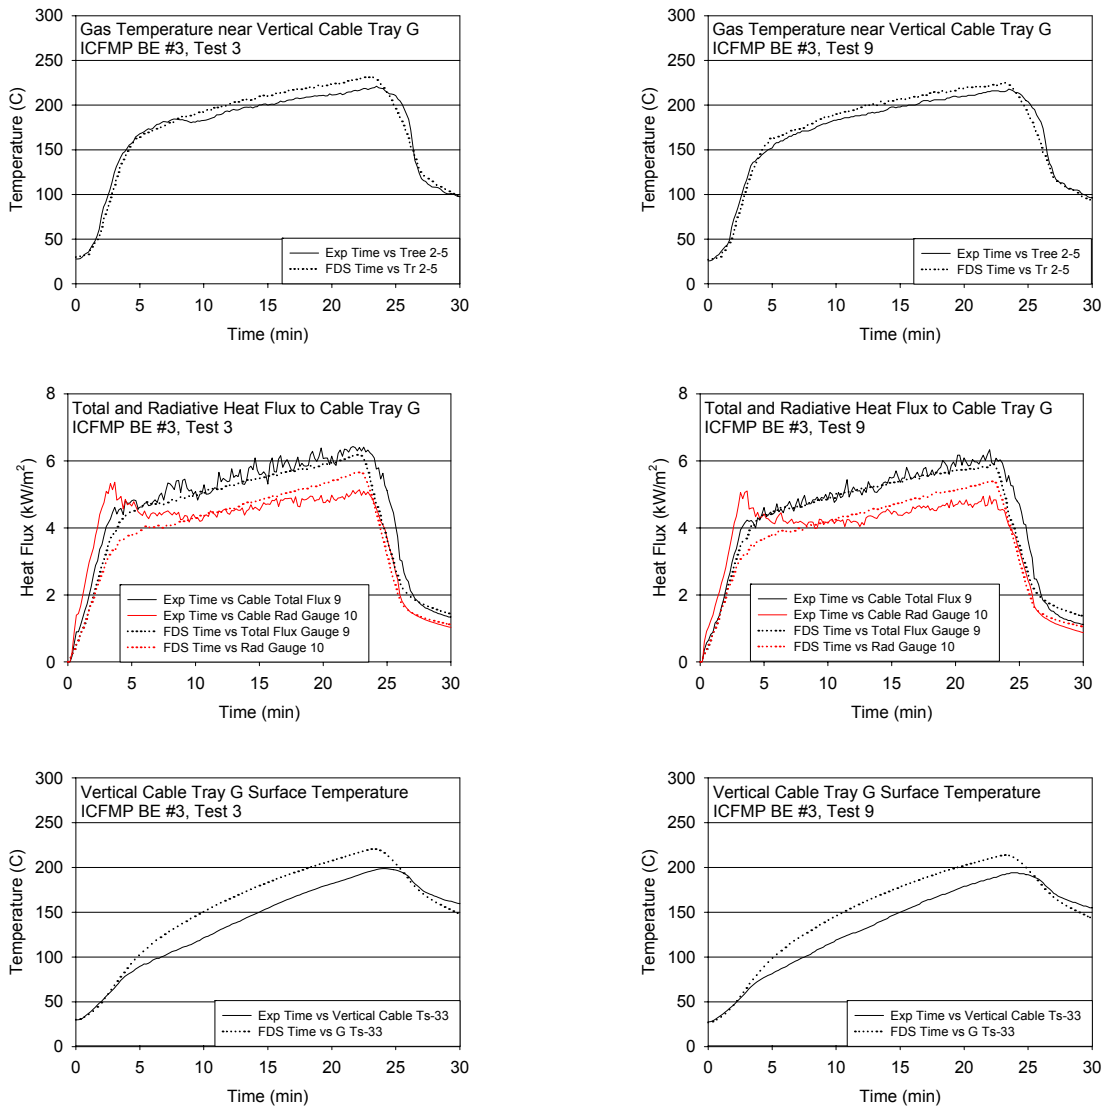 Gas Temperature near Vertical Cable Tray G
ICFMP BE #3, Test 3
Temperature (C)
300
250
200
150
100
50
0
Exp Time vs Tree 2-5
FDS Time vs Tr 2-5
0 5 10 15 20 25 30
Time (min)
Gas Temperature near Vertical Cable Tray G
ICFMP BE #3, Test 9
Temperature (C)
300
250
200
150
100
50
0
Exp Time vs Tree 2-5
FDS Time vs Tr 2-5
0 5 10 15 20 25 30
Time (min)
Total and Radiative Heat Flux to Cable Tray G
ICFMP BE #3, Test 3
Heat Flux (kW/m²)
8
6
4
2
0
Exp Time vs Cable Total Flux 9
Exp Time vs Cable Rad Gauge 10
FDS Time vs Total Flux Gauge 9
FDS Time vs Rad Gauge 10
0 5 10 15 20 25 30
Time (min)
Total and Radiative Heat Flux to Cable Tray G
ICFMP BE #3, Test 9
Heat Flux (kW/m²)
8
6
4
2
0
Exp Time vs Cable Total Flux 9
Exp Time vs Cable Rad Gauge 10
FDS Time vs Total Flux Gauge 9
FDS Time vs Rad Gauge 10
0 5 10 15 20 25 30
Time (min)
Vertical Cable Tray G Surface Temperature
ICFMP BE #3, Test 3
Temperature (C)
300
250
200
150
100
50
0
Exp Time vs Vertical Cable Ts-33
FDS Time vs G Ts-33
0 5 10 15 20 25 30
Time (min)
Vertical Cable Tray G Surface Temperature
ICFMP BE #3, Test 9
Temperature (C)
300
250
200
150
100
50
0
Exp Time vs Vertical Cable Ts-33
FDS Time vs G Ts-33
0 5 10 15 20 25 30
Time (min)